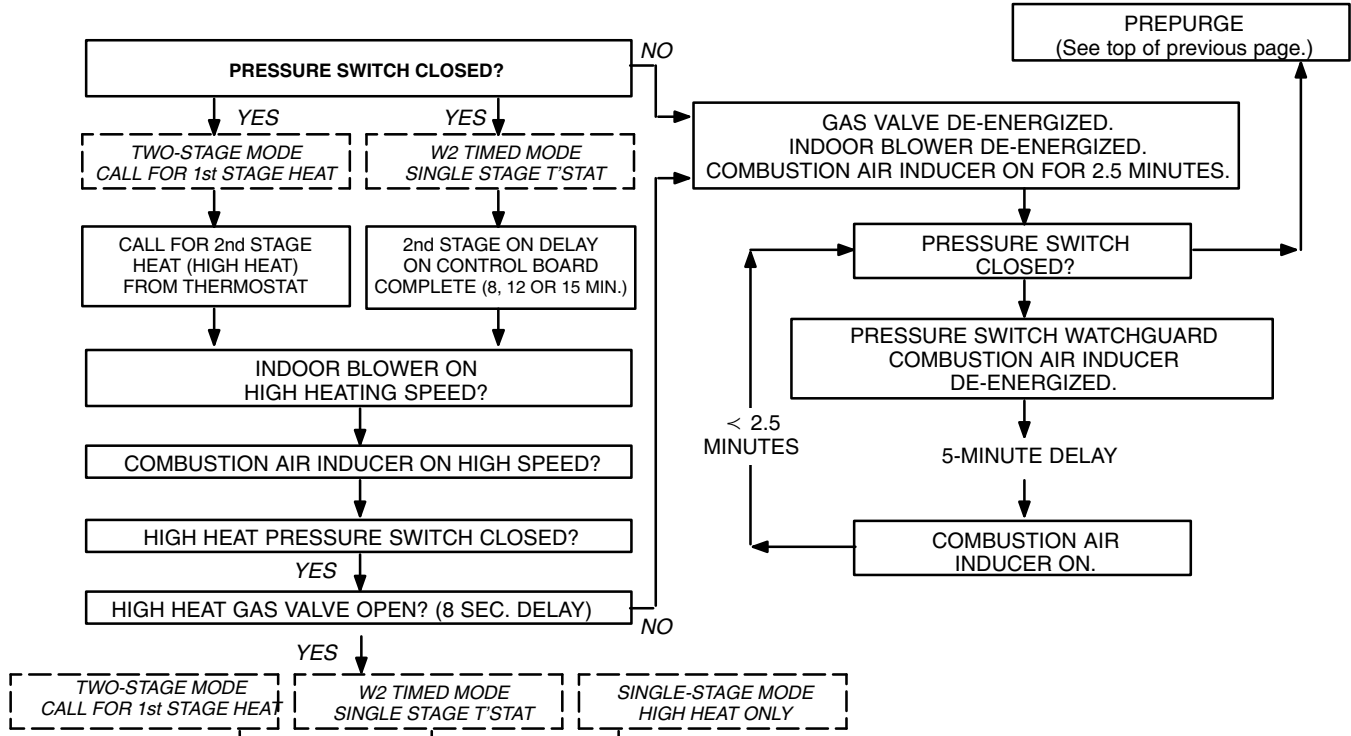 PREPURGE
(See top of previous page.)
PRESSURE SWITCH CLOSED?
NO
YES
YES
TWO-STAGE MODE
CALL FOR 1st STAGE HEAT
W2 TIMED MODE
SINGLE STAGE T'STAT
GAS VALVE DE-ENERGIZED.
INDOOR BLOWER DE-ENERGIZED.
COMBUSTION AIR INDUCER ON FOR 2.5 MINUTES.
CALL FOR 2nd STAGE
HEAT (HIGH HEAT)
FROM THERMOSTAT
2nd STAGE ON DELAY
ON CONTROL BOARD
COMPLETE (8, 12 OR 15 MIN.)
PRESSURE SWITCH
CLOSED?
INDOOR BLOWER ON
HIGH HEATING SPEED?
PRESSURE SWITCH WATCHGUARD
COMBUSTION AIR INDUCER
DE-ENERGIZED.
< 2.5
MINUTES
COMBUSTION AIR INDUCER ON HIGH SPEED?
5-MINUTE DELAY
HIGH HEAT PRESSURE SWITCH CLOSED?
COMBUSTION AIR
INDUCER ON.
YES
HIGH HEAT GAS VALVE OPEN? (8 SEC. DELAY)
NO
YES
TWO-STAGE MODE
CALL FOR 1st STAGE HEAT
W2 TIMED MODE
SINGLE STAGE T'STAT
SINGLE-STAGE MODE
HIGH HEAT ONLY